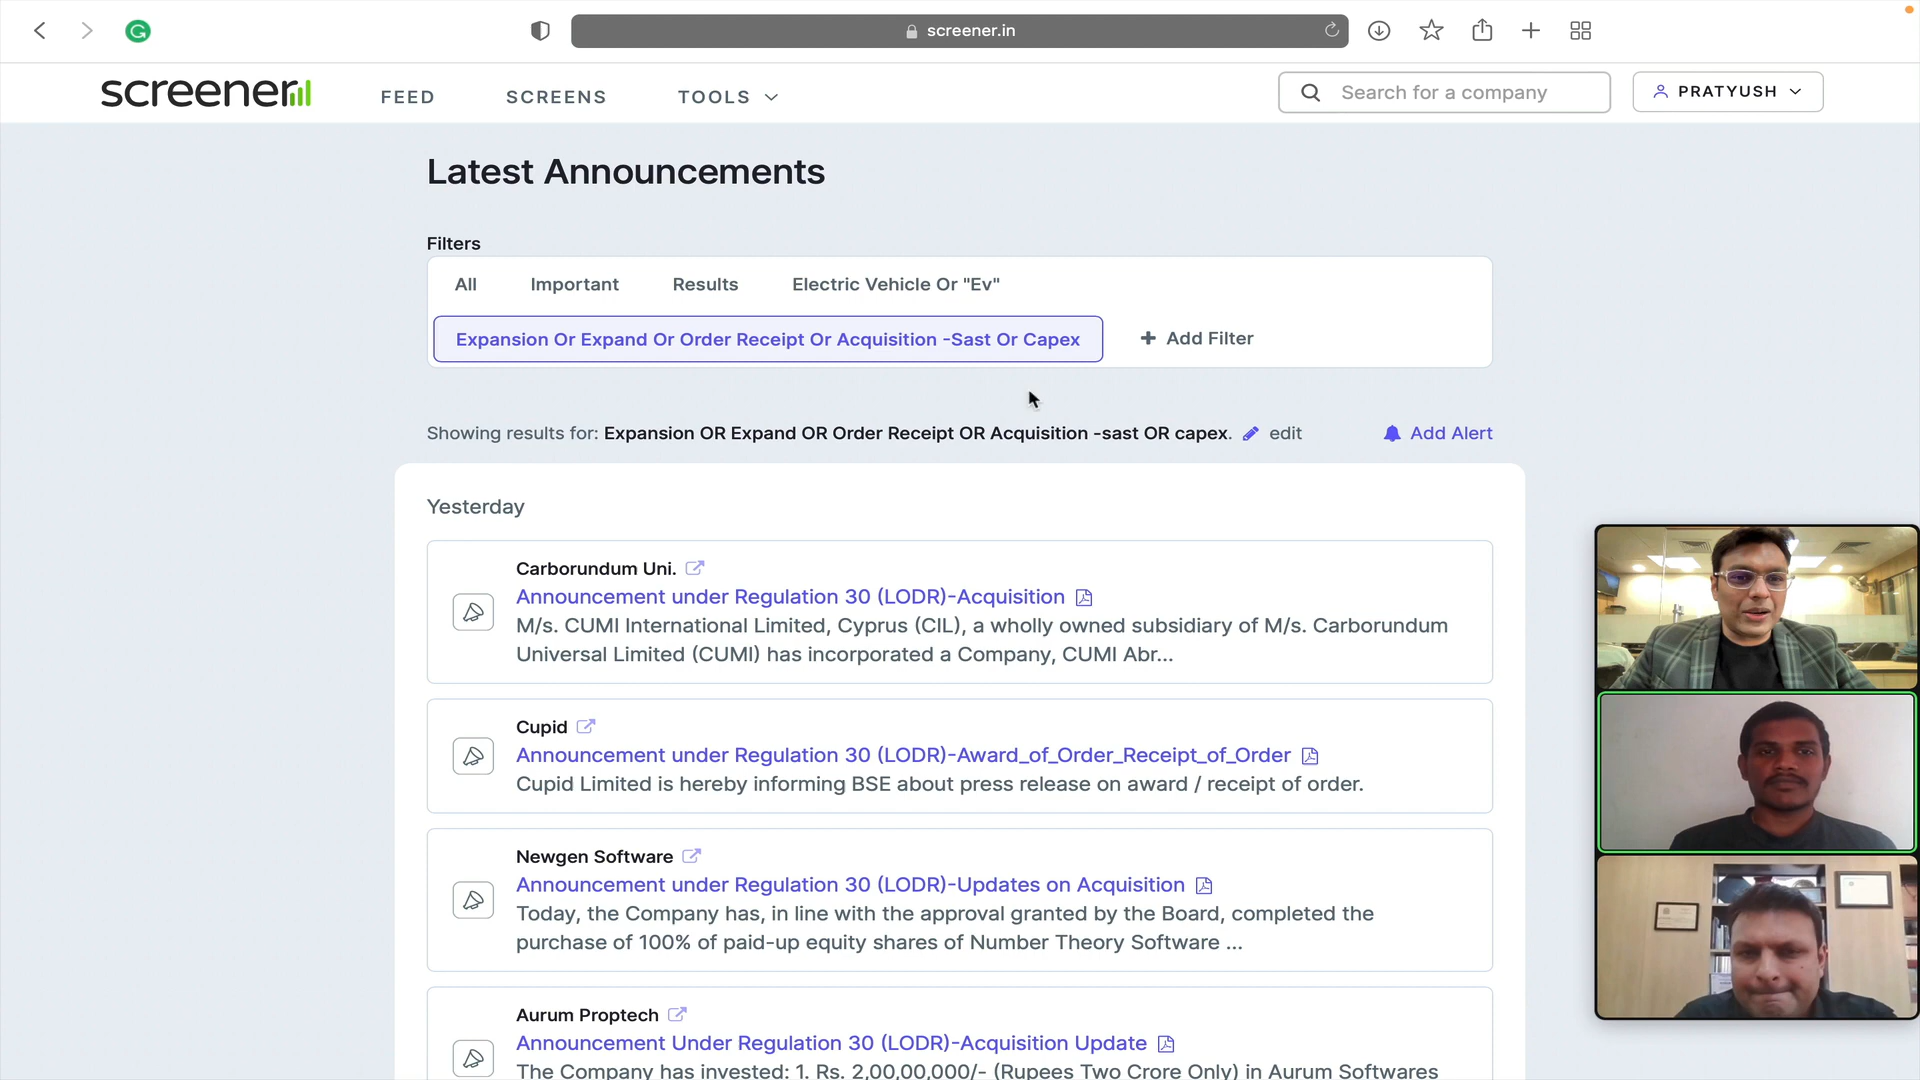 screener.in
screener
FEED
SCREENS
TOOLS
Search for a company
PRATYUSH
Latest Announcements
Filters
All
Important
Results
Electric Vehicle Or "Ev"
Expansion Or Expand Or Order Receipt Or Acquisition -Sast Or Capex
Add Filter
Showing results for: Expansion OR Expand OR Order Receipt OR Acquisition -sast OR capex. edit
Add Alert
Yesterday
Carborundum Uni.
Announcement under Regulation 30 (LODR)-Acquisition
M/s. CUMI International Limited, Cyprus (CIL), a wholly owned subsidiary of M/s. Carborundum
Universal Limited (CUMI) has incorporated a Company, CUMI Abr...
Cupid
Announcement under Regulation 30 (LODR)-Award_of_Order_Receipt_of_Order
Cupid Limited is hereby informing BSE about press release on award / receipt of order.
Newgen Software
Announcement under Regulation 30 (LODR)-Updates on Acquisition
Today, the Company has, in line with the approval granted by the Board, completed the
purchase of 100% of paid-up equity shares of Number Theory Software ...
Aurum Proptech
Announcement Under Regulation 30 (LODR)-Acquisition Update
The Company has invested: 1. Rs. 2,00,00,000/- (Rupees Two Crore Only) in Aurum Softwares